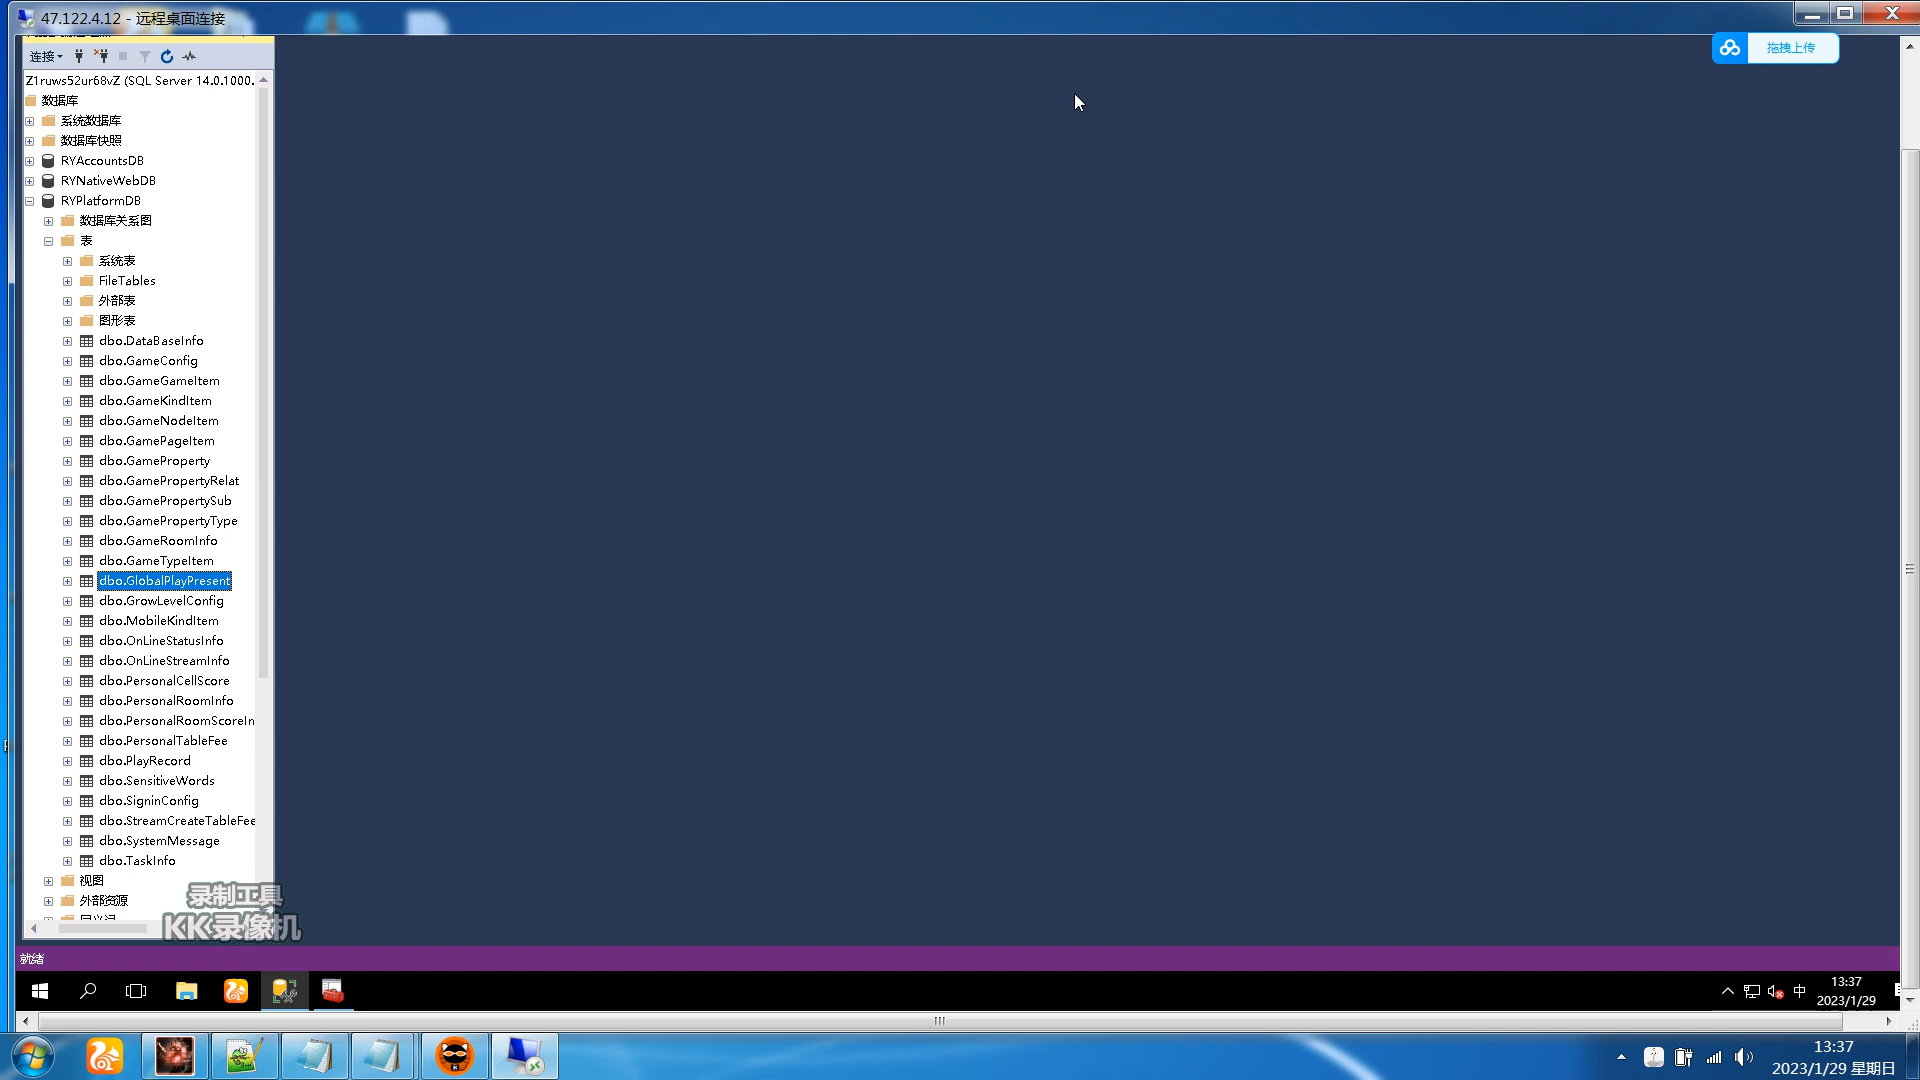 47.122.4.12 - 远程桌面连接
拖拽上传
连接
Z1ruws52ur68vZ (SQL Server 14.0.1000.
数据库
系统数据库
数据库快照
RYAccountsDB
RYNativeWebDB
RYPlatformDB
数据库关系图
表
系统表
FileTables
外部表
图形表
dbo.DataBaseInfo
dbo.GameConfig
dbo.GameGameItem
dbo.GameKindItem
dbo.GameNodeItem
dbo.GamePageItem
dbo.GameProperty
dbo.GamePropertyRelat
dbo.GamePropertySub
dbo.GamePropertyType
dbo.GameRoomInfo
dbo.GameTypeItem
dbo.GlobalPlayPresent
dbo.GrowLevelConfig
dbo.MobileKindItem
dbo.OnLineStatusInfo
dbo.OnLineStreamInfo
dbo.PersonalCellScore
dbo.PersonalRoomInfo
dbo.PersonalRoomScoreIn
dbo.PersonalTableFee
dbo.PlayRecord
dbo.SensitiveWords
dbo.SigninConfig
dbo.StreamCreateTableFee
dbo.SystemMessage
dbo.TaskInfo
视图
外部资源
录制工具
KK录像机
就绪
中
13:37
2023/1/29
13:37
2023/1/29 星期日